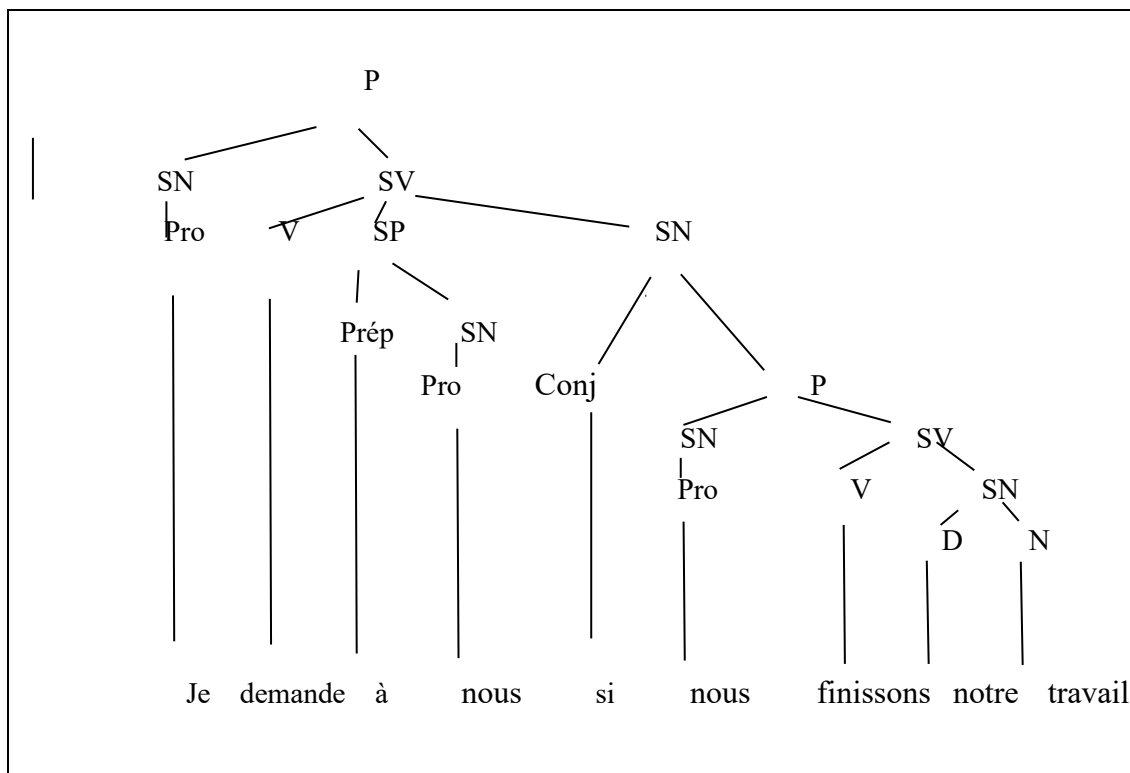 P
SN SV
Pro V SP SN
Prép SN
Pro Conj P
SN SV
Pro V SN
D N
Je demande à nous si nous finissons notre travail